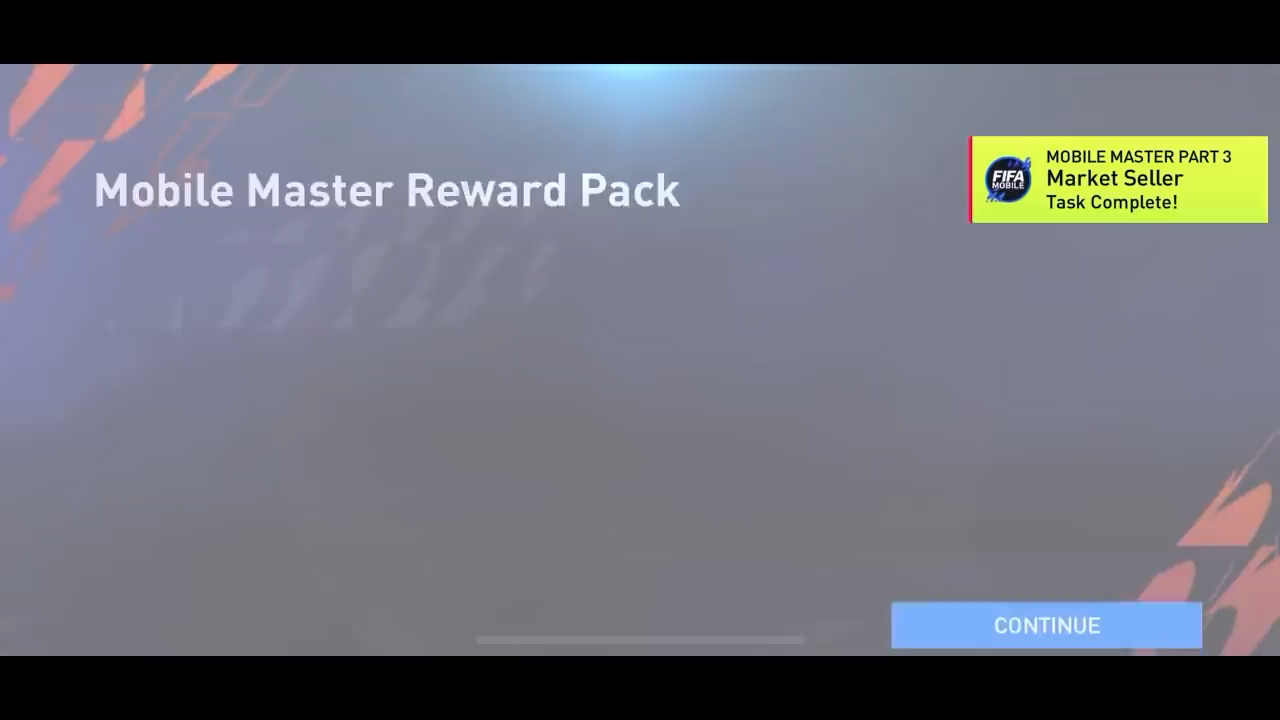 Mobile Master Reward Pack
MOBILE MASTER PART 3
Market Seller
Task Complete!
FIFA
MOBILE
CONTINUE